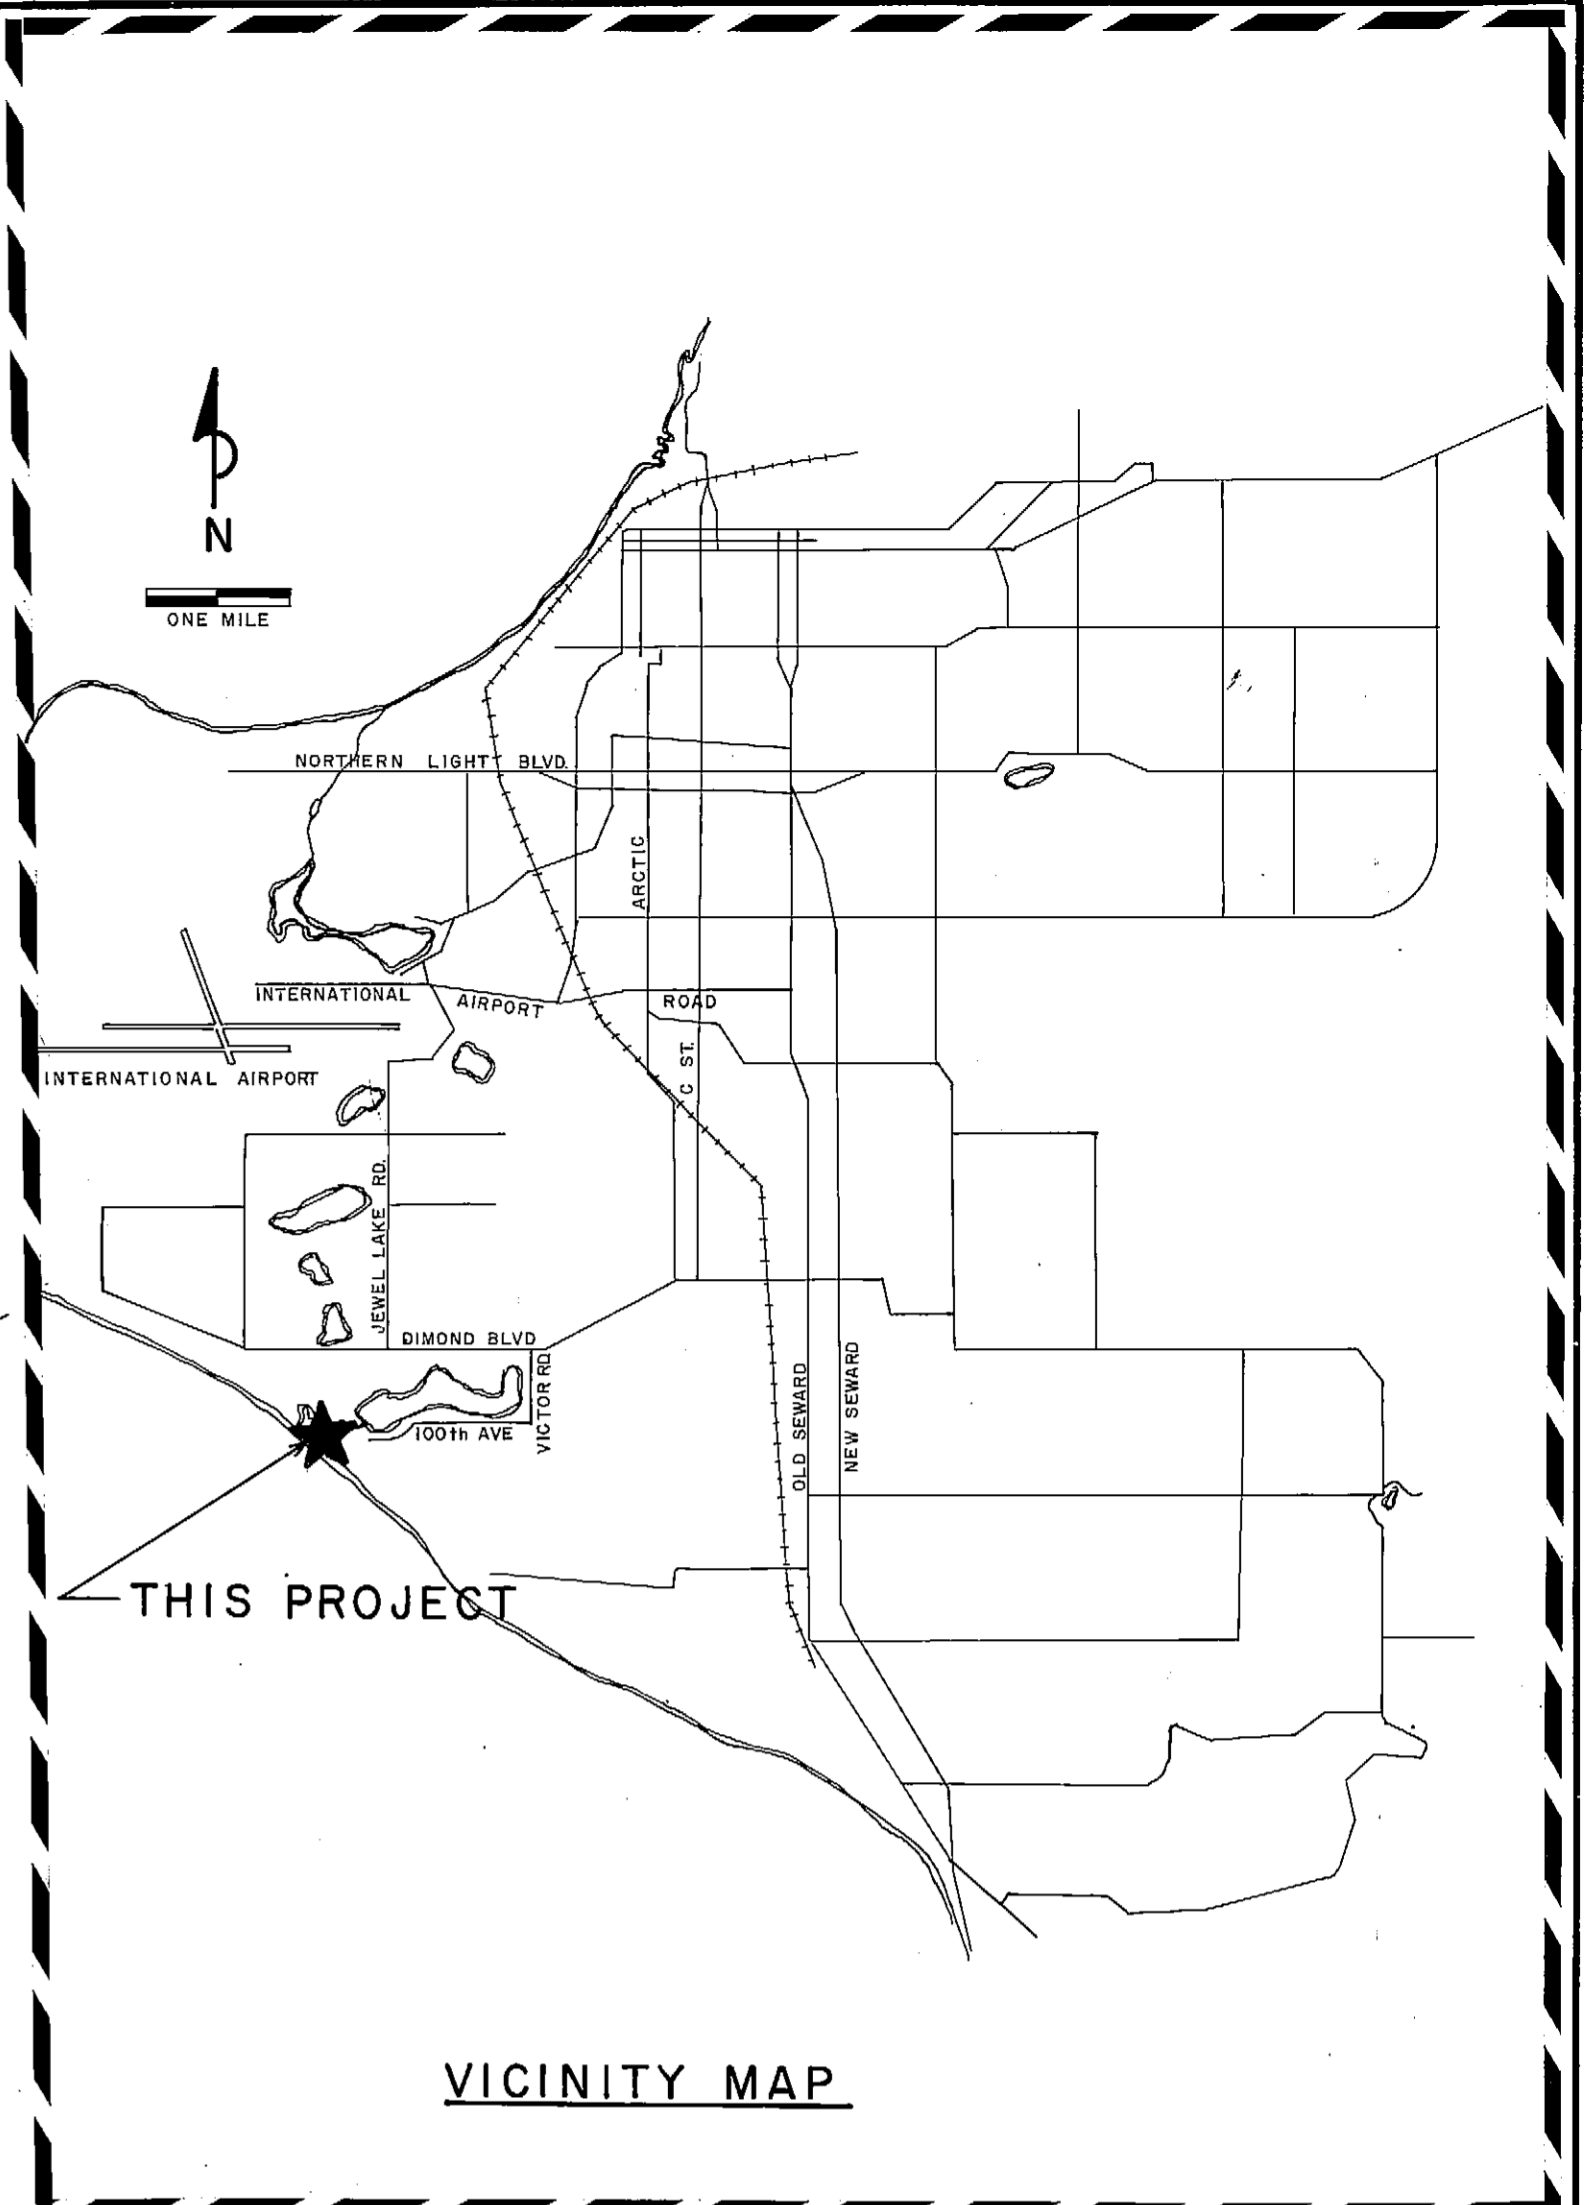 N
ONE MILE
NORTHERN LIGHT BLVD.
ARCTIC
INTERNATIONAL AIRPORT ROAD
C ST.
INTERNATIONAL AIRPORT
JEWEL LAKE RD.
DIMOND BLVD
VICTOR RD
100th AVE
OLD SEWARD
NEW SEWARD
THIS PROJECT
VICINITY MAP